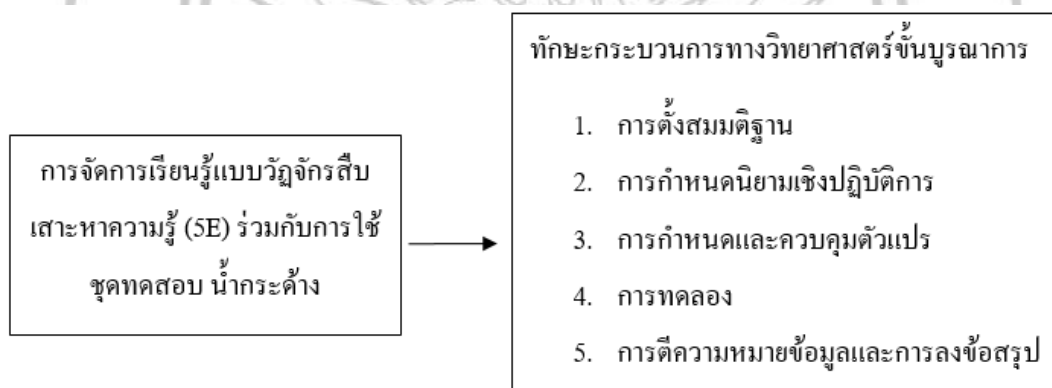 การจัดการเรียนรู้แบบวัฏจักรสืบ
เสาะหาความรู้ (5E) ร่วมกับการใช้
ชุดทดสอบ น้ำกระด้าง
ทักษะกระบวนการทางวิทยาศาสตร์ขั้นบูรณาการ
1. การตั้งสมมติฐาน
2. การกำหนดนิยามเชิงปฏิบัติการ
3. การกำหนดและควบคุมตัวแปร
4. การทดลอง
5. การตีความหมายข้อมูลและการลงข้อสรุป